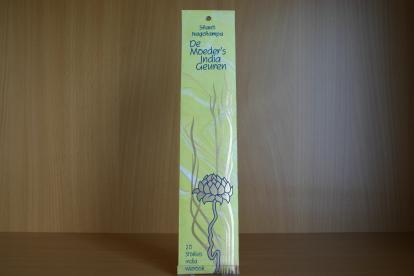 Shanti
Nagchampa
De
Moeder's
India
Geuren
20
Stokjes
India
Wierook